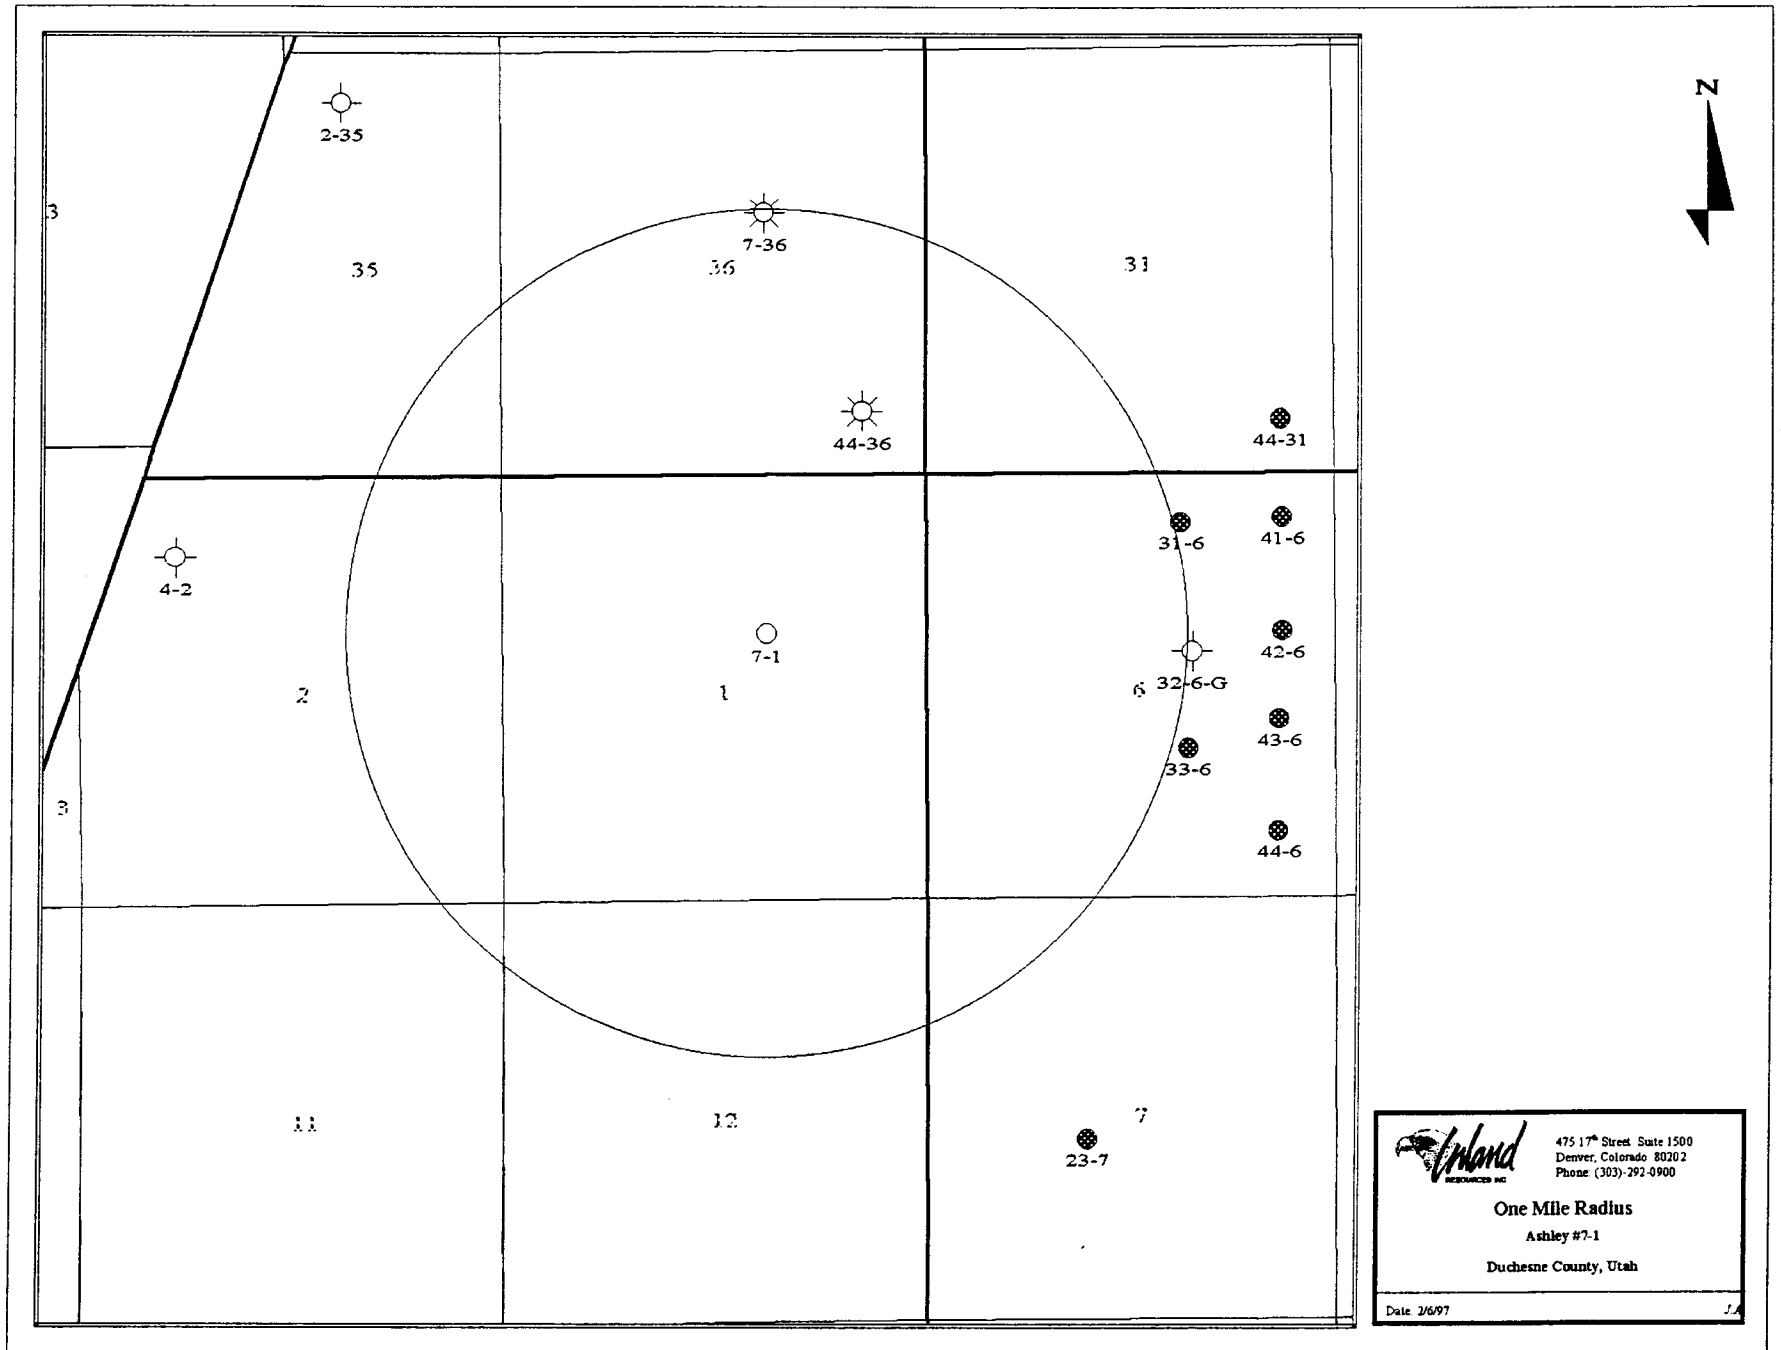 N
2-35
3
7-36
35
36
31
44-36
44-31
31-6
41-6
4-2
7-1
42-6
2
1
6
32-6-G
43-6
33-6
3
44-6
11
12
7
23-7
Inland
RESOURCES INC
475 17th Street Suite 1500
Denver, Colorado 80202
Phone: (303)-292-0900
One Mile Radius
Ashley #7-1
Duchesne County, Utah
Date: 2/6/97
J.A